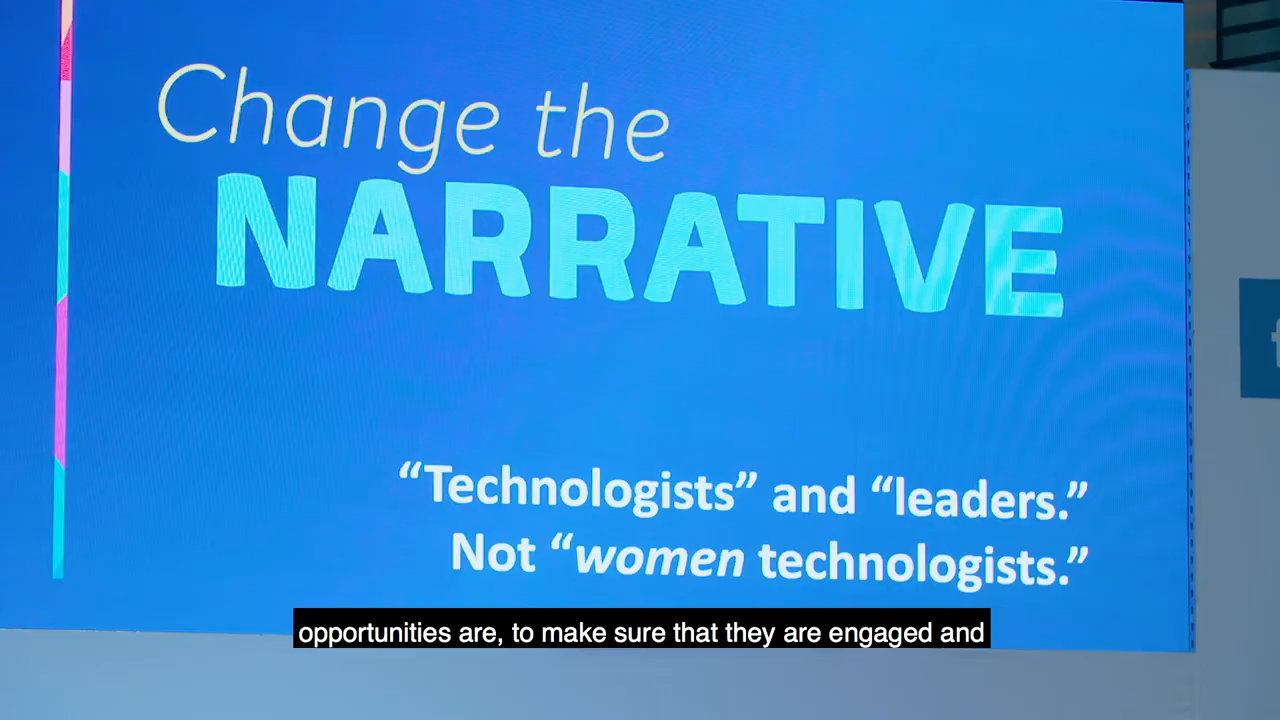 Change the
NARRATIVE
“Technologists” and “leaders.”
Not “women technologists.”
opportunities are, to make sure that they are engaged and